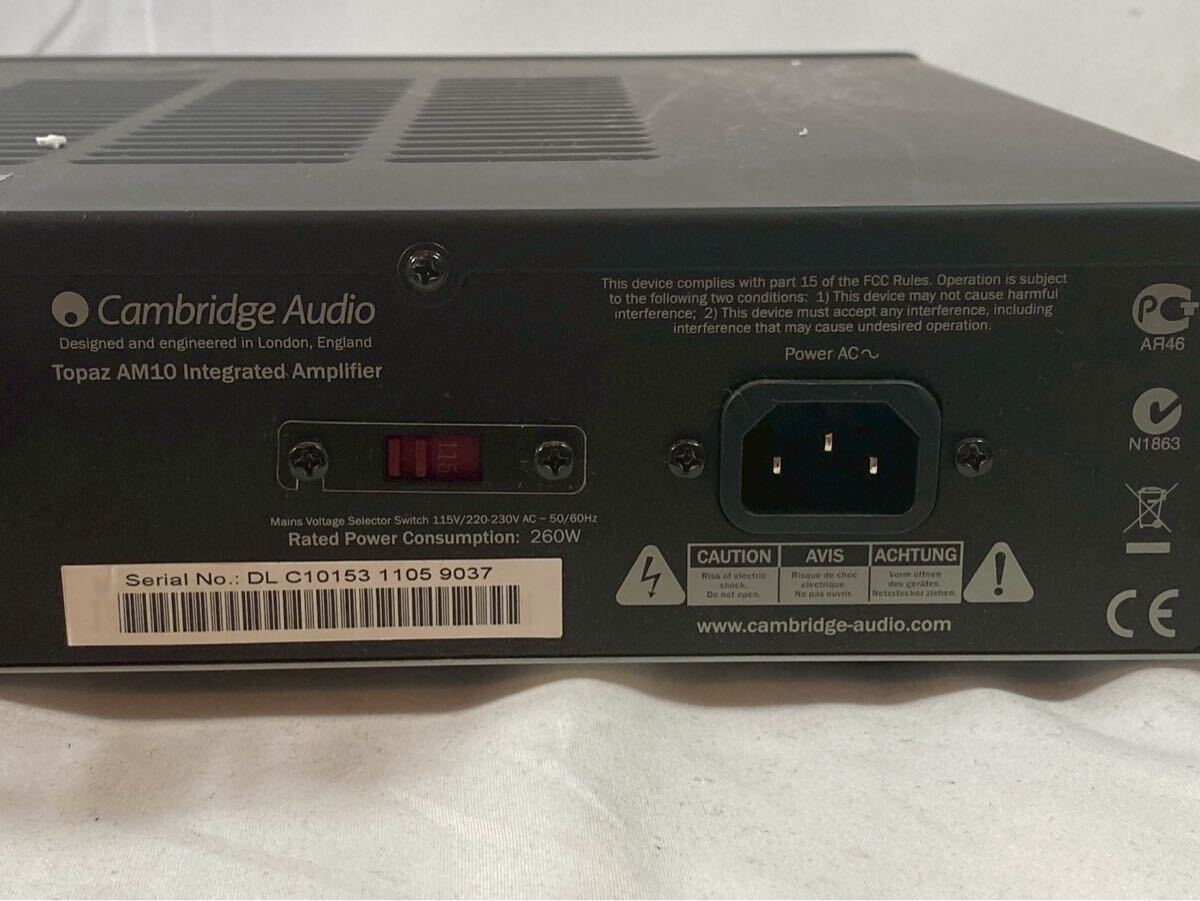 Cambridge Audio
Designed and engineered in London, England
Topaz AM10 Integrated Amplifier
115
Mains Voltage Selector Switch 115V/220-230V AC ~ 50/60Hz
Rated Power Consumption: 260W
Serial No.: DL C10153 1105 9037
This device complies with part 15 of the FCC Rules. Operation is subject
to the following two conditions: 1) This device may not cause harmful
interference; 2) This device must accept any interference, including
interference that may cause undesired operation.
Power AC~
CAUTION
Risk of electric
shock.
Do not open.
AVIS
Risque de choc
electrique.
No pas ouvrir.
ACHTUNG
Vorm öffnen
des gerätes.
Netzstecker ziehen.
www.cambridge-audio.com
РСТ
АЯ46
N1863
CE